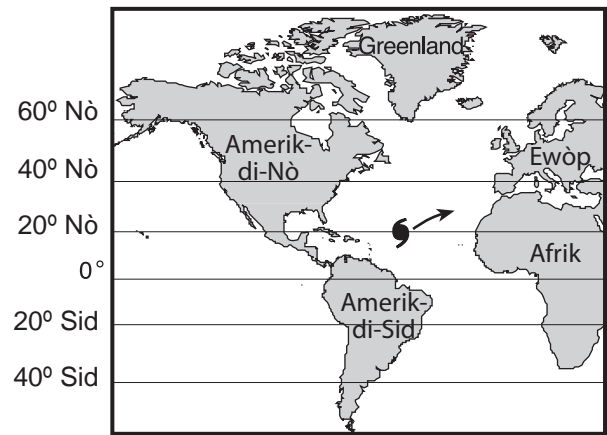 Greenland
60º Nò
Amerik-
di-Nò
Ewòp
40º Nò
20º Nò
Afrik
0°
Amerik-
di-Sid
20º Sid
40º Sid